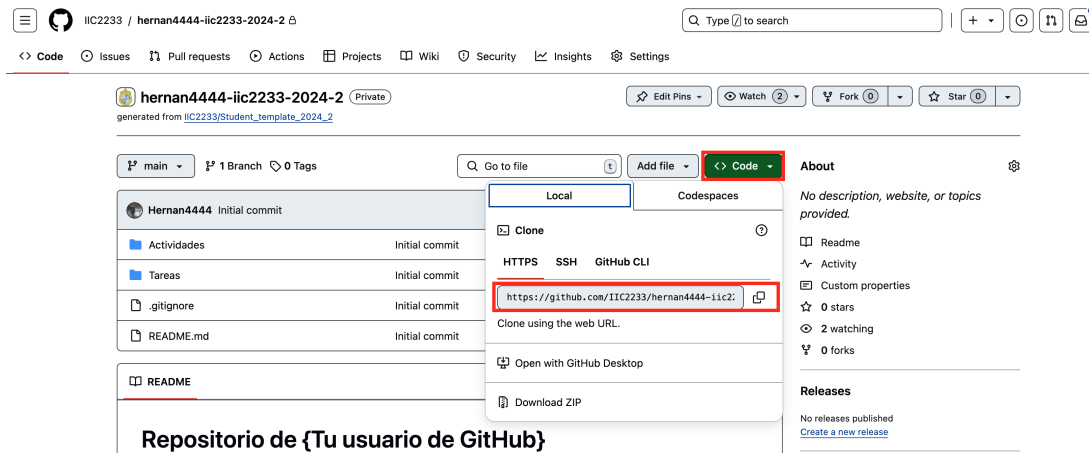 IIC2233 / hernan4444-iic2233-2024-2
Type / to search
Code Issues Pull requests Actions Projects Wiki Security Insights Settings
hernan4444-iic2233-2024-2 Private
Edit Pins Watch 2 Fork 0 Star 0
generated from IIC2233/Student_template_2024_2
main 1 Branch 0 Tags
Go to file t Add file <> Code
Hernan4444 Initial commit
Actividades Initial commit
Tareas Initial commit
.gitignore Initial commit
README.md Initial commit
README
Repositorio de {Tu usuario de GitHub}
Local Codespaces
Clone
HTTPS SSH GitHub CLI
https://github.com/IIC2233/hernan4444-iic22
Clone using the web URL.
Open with GitHub Desktop
Download ZIP
About
No description, website, or topics
provided.
Readme
Activity
Custom properties
0 stars
2 watching
0 forks
Releases
No releases published
Create a new release